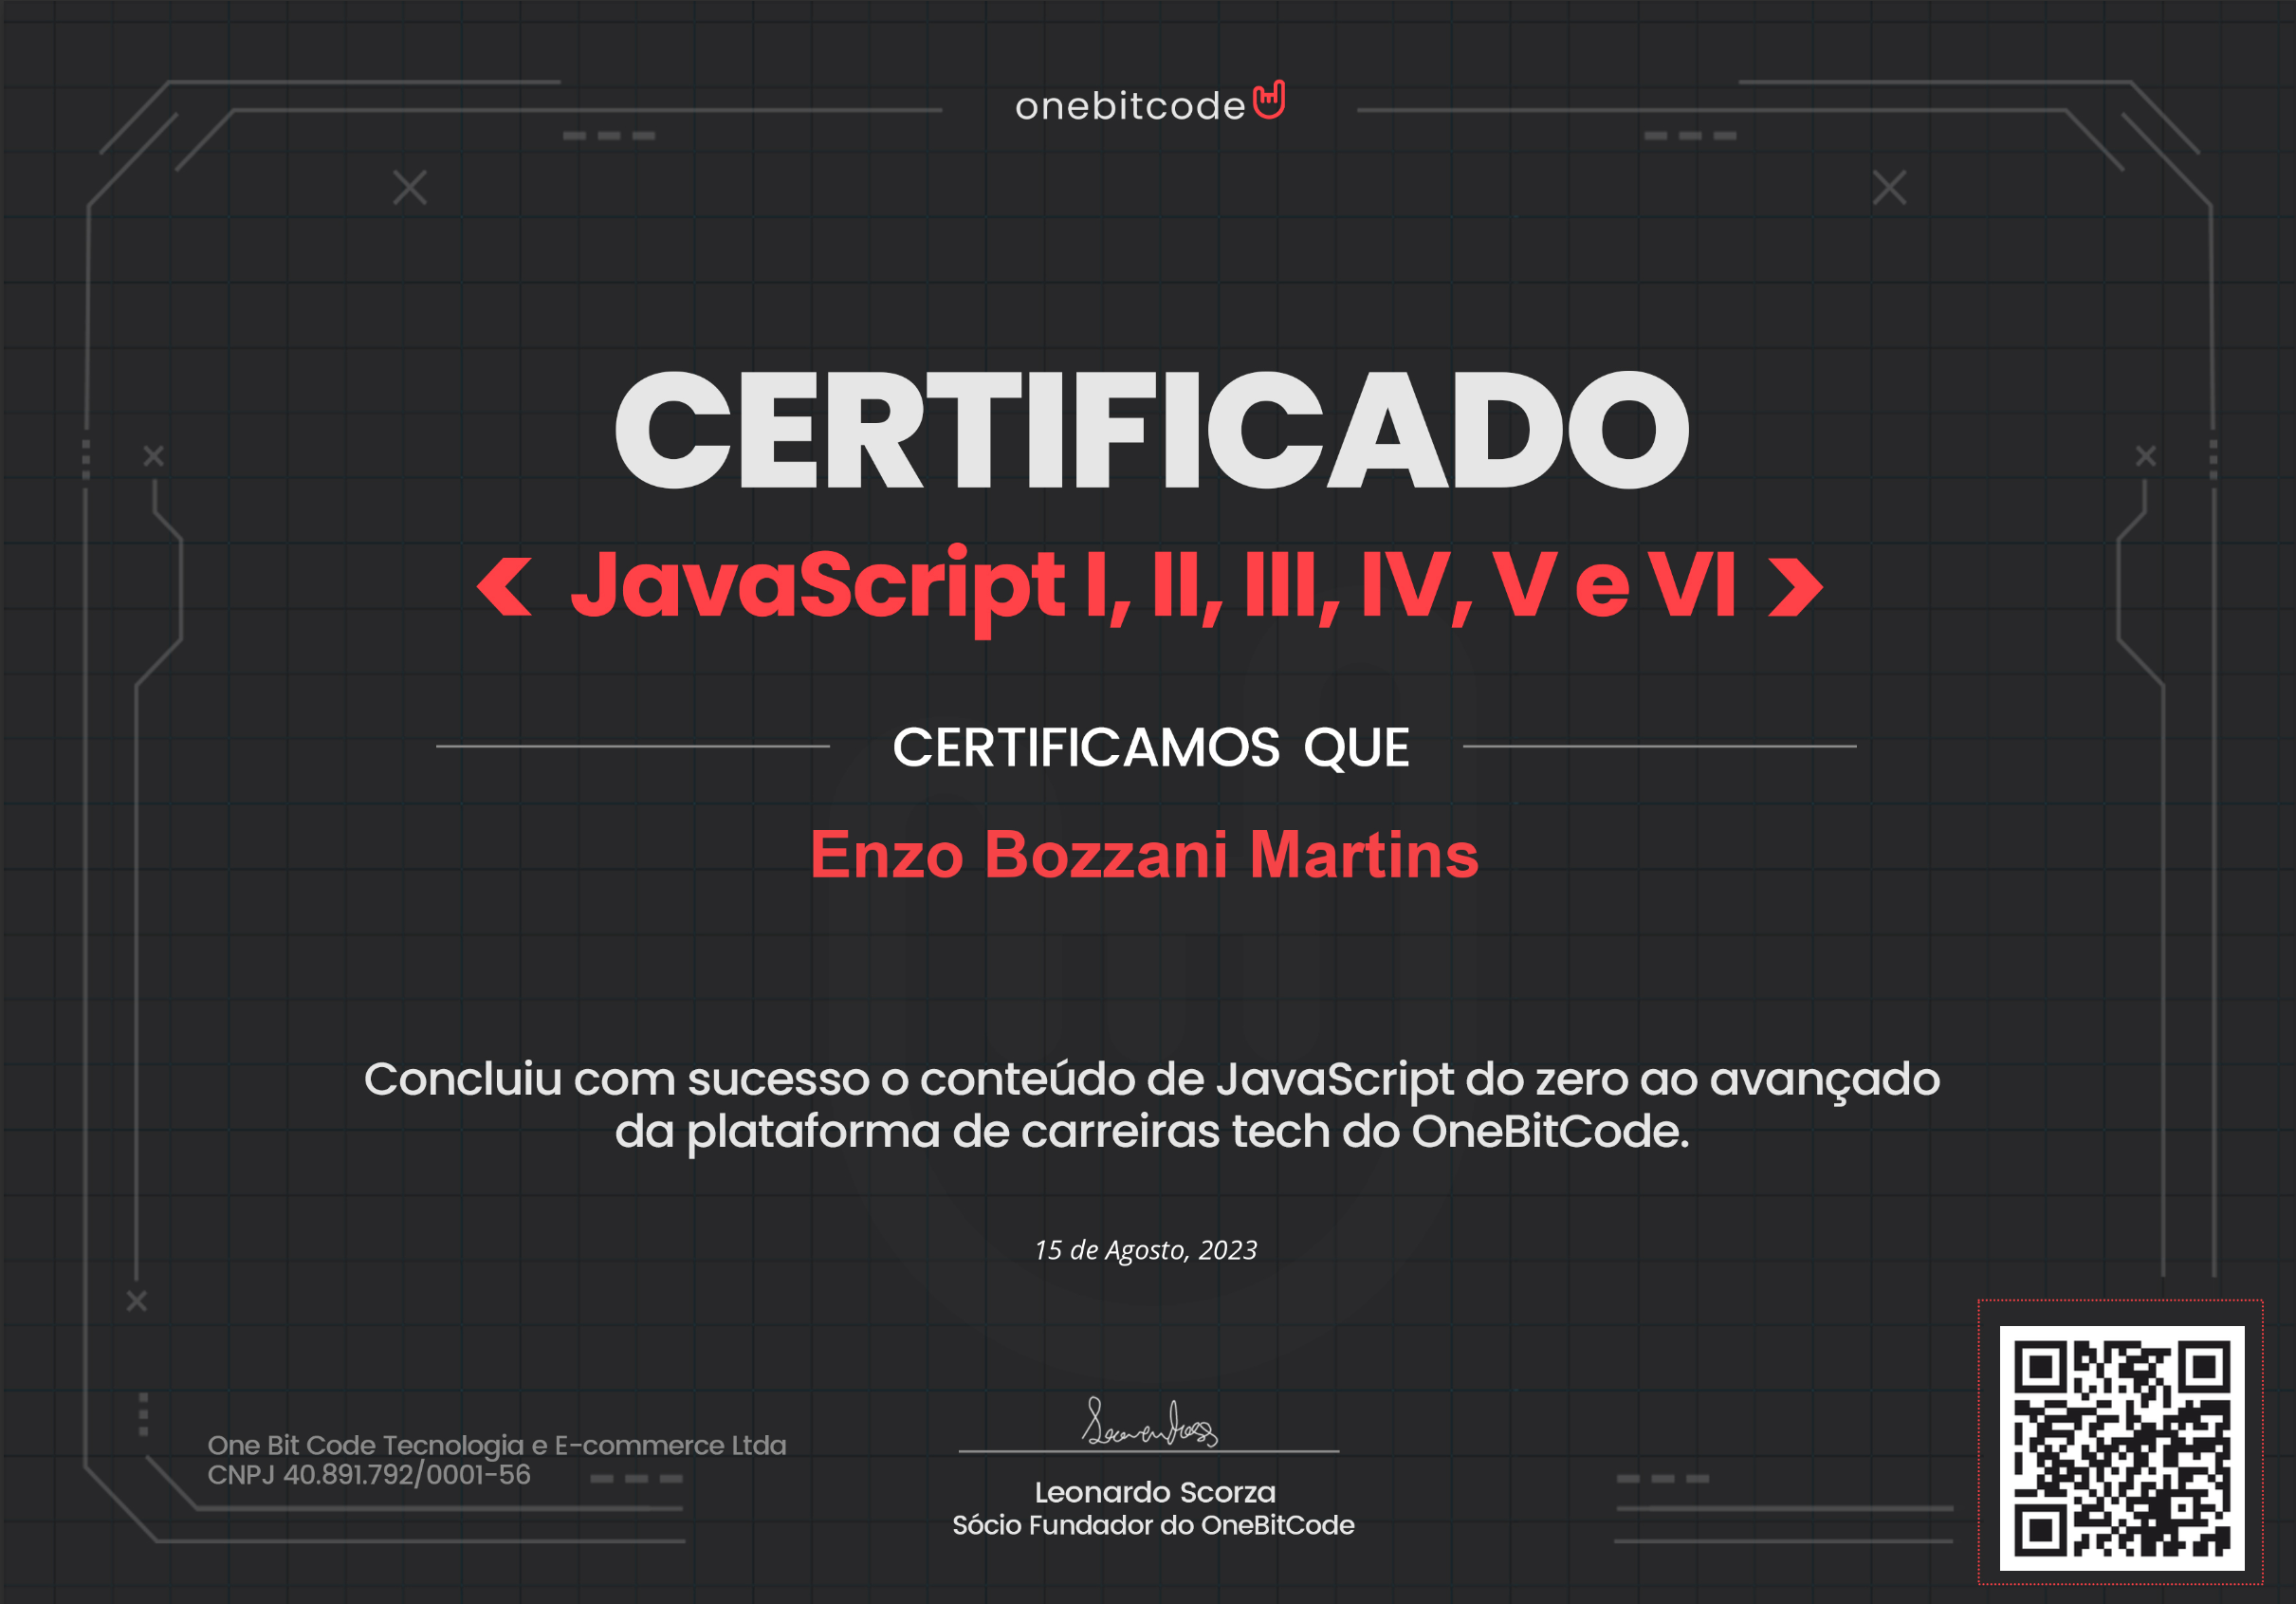 onebitcode
CERTIFICADO
JavaScript I, II, III, IV, V e VI
CERTIFICAMOS QUE
Enzo Bozzani Martins
Concluiu com sucesso o conteúdo de JavaScript do zero ao avançado
da plataforma de carreiras tech do OneBitCode.
15 de Agosto, 2023
One Bit Code Tecnologia e E-commerce Ltda
CNPJ 40.891.792/0001-56
Leonardo Scorza
Sócio Fundador do OneBitCode